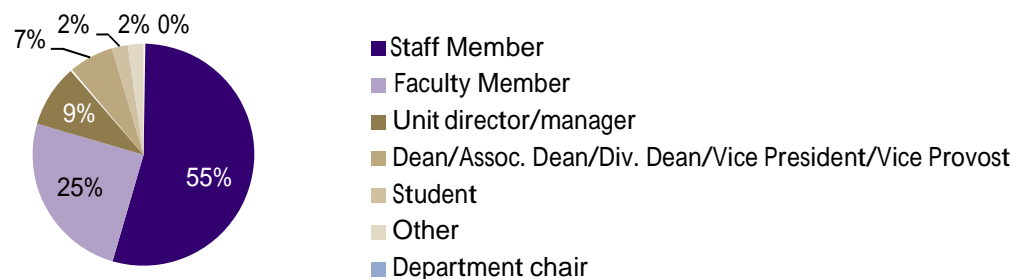 2% 2% 0%
7%
9%
25%
55%
Staff Member
Faculty Member
Unit director/manager
Dean/Assoc. Dean/Div. Dean/Vice President/Vice Provost
Student
Other
Department chair